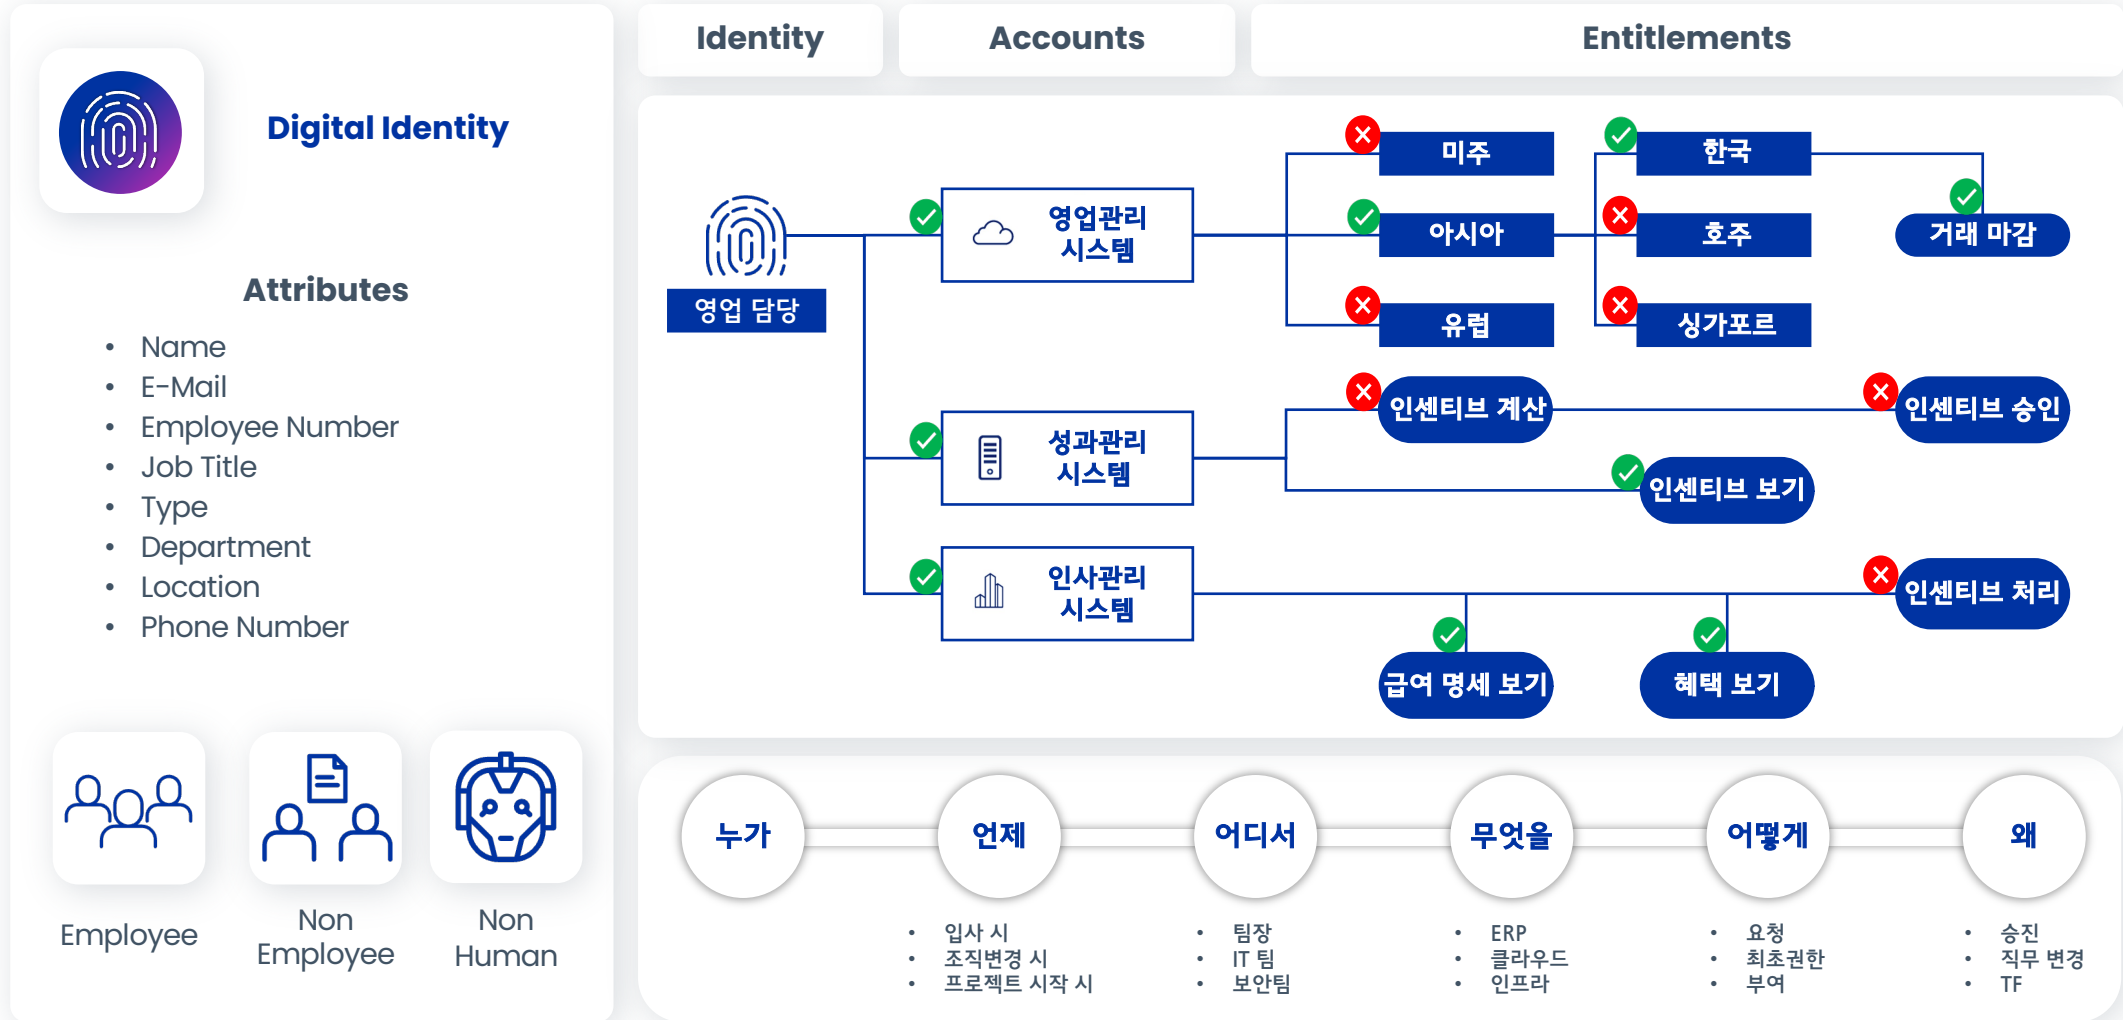 Digital Identity
Attributes
• Name
• E-Mail
• Employee Number
• Job Title
• Type
• Department
• Location
• Phone Number
Employee
Non
Employee
Non
Human
Identity
Accounts
Entitlements
영업 담당
영업관리
시스템
미주
아시아
유럽
한국
호주
싱가포르
거래 마감
성과관리
시스템
인센티브 계산
인센티브 승인
인센티브 보기
인사관리
시스템
인센티브 처리
급여 명세 보기
혜택 보기
누가
언제
• 입사 시
• 조직변경 시
• 프로젝트 시작 시
어디서
• 팀장
• IT 팀
• 보안팀
무엇을
• ERP
• 클라우드
• 인프라
어떻게
• 요청
• 최초권한
• 부여
왜
• 승진
• 직무 변경
• TF